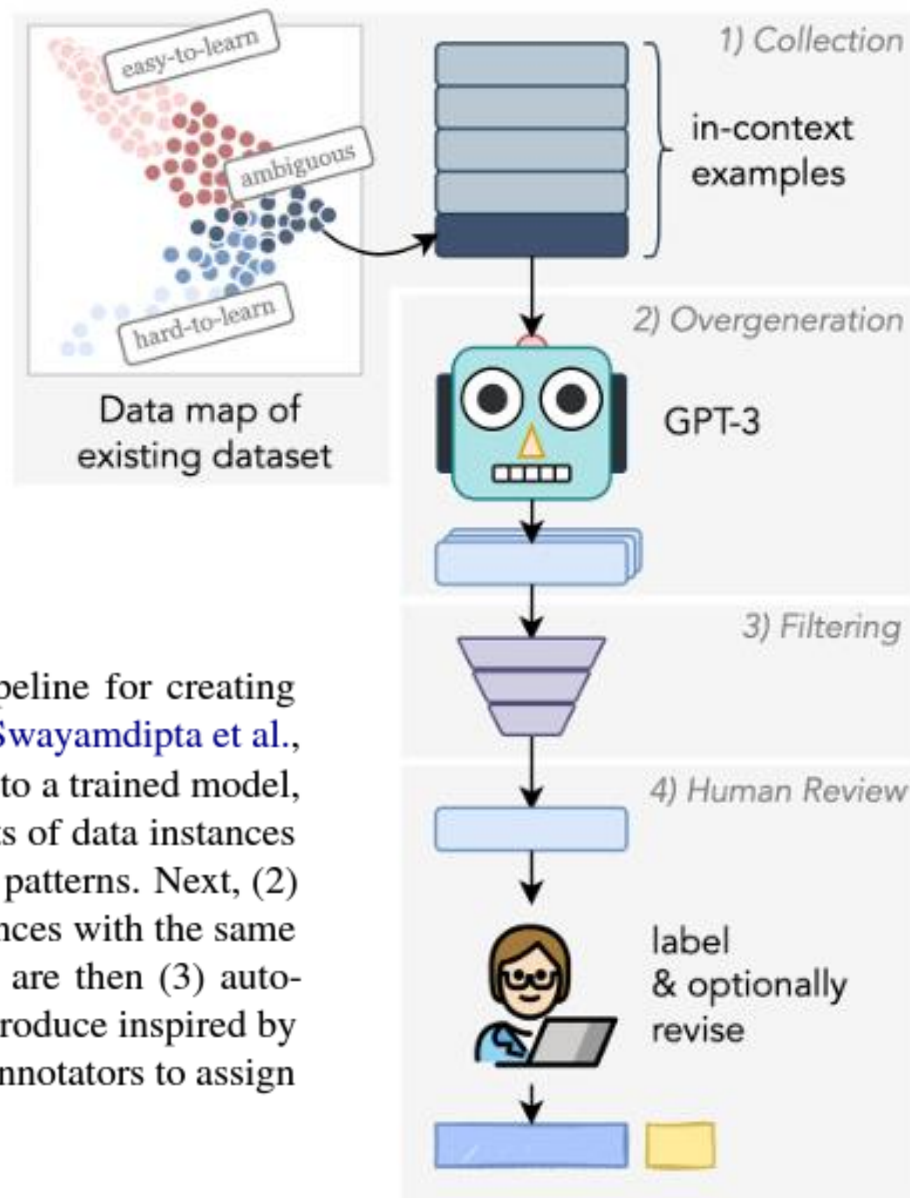 easy-to-learn
ambiguous
hard-to-learn
Data map of
existing dataset
1) Collection
in-context
examples
2) Overgeneration
GPT-3
3) Filtering
4) Human Review
label
& optionally
revise
peline for creating
Swayamdipta et al.,
to a trained model,
ts of data instances
patterns. Next, (2)
nces with the same
are then (3) auto-
roduce inspired by
nnotators to assign